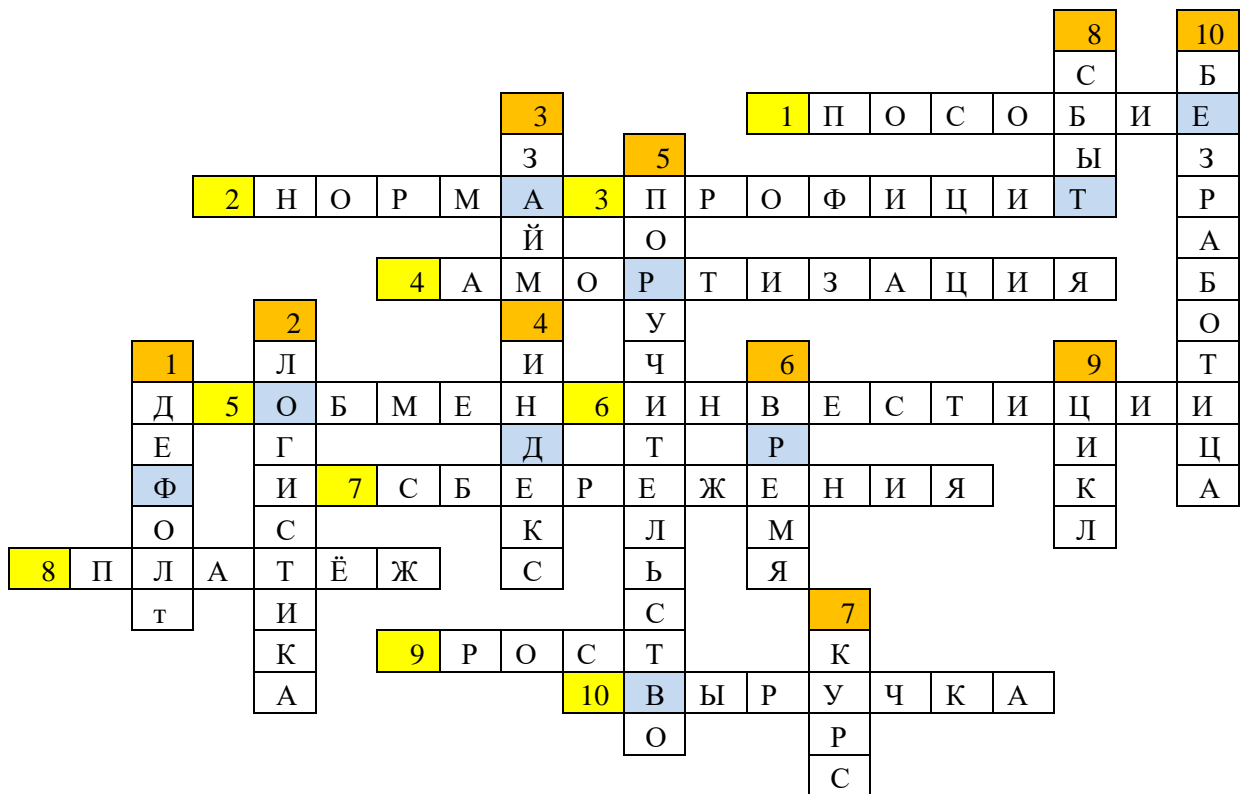 8 10
С Б
3 1 П О С О Б И Е
З 5 Ы З
2 Н О Р М А 3 П Р О Ф И Ц И Т Р
Й О А
4 А М О Р Т И З А Ц И Я Б
2 4 У О
1 Л И Ч 6 9 Т
Д 5 О Б М Е Н 6 И Н В Е С Т И Ц И И
Е Г Д Т Р И Ц
Ф И 7 С Б Е Р Е Ж Е Н И Я К А
О С К Л М Л
8 П Л А Т Ё Ж С Ь Я
т И С 7
К 9 Р О С Т К
А 10 В Ы Р У Ч К А
О Р
С